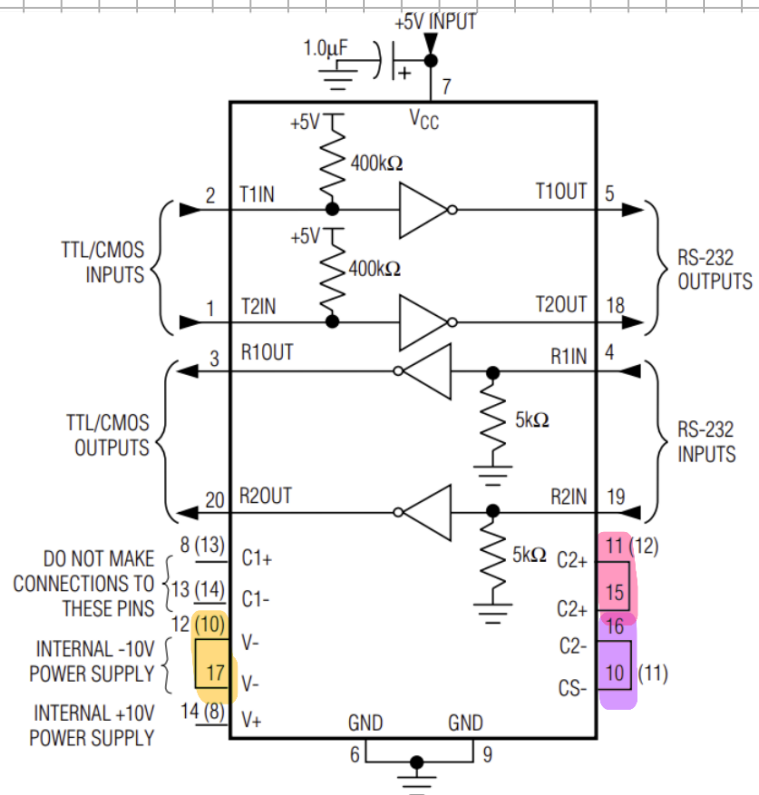 +5V INPUT
1.0µF
+
7
VCC
+5V
400kΩ
2 T1IN T1OUT 5
+5V
400kΩ
TTL/CMOS
INPUTS
RS-232
OUTPUTS
1 T2IN T2OUT 18
3 R1OUT R1IN 4
5kΩ
TTL/CMOS
OUTPUTS
RS-232
INPUTS
20 R2OUT R2IN 19
5kΩ
DO NOT MAKE
CONNECTIONS TO
THESE PINS
8 (13) C1+
13 (14) C1-
C2+ 11 (12)
C2+ 15
INTERNAL -10V
POWER SUPPLY
12 (10) V-
17 V-
C2- 16
CS- 10 (11)
INTERNAL +10V
POWER SUPPLY
14 (8) V+
GND GND
6 9